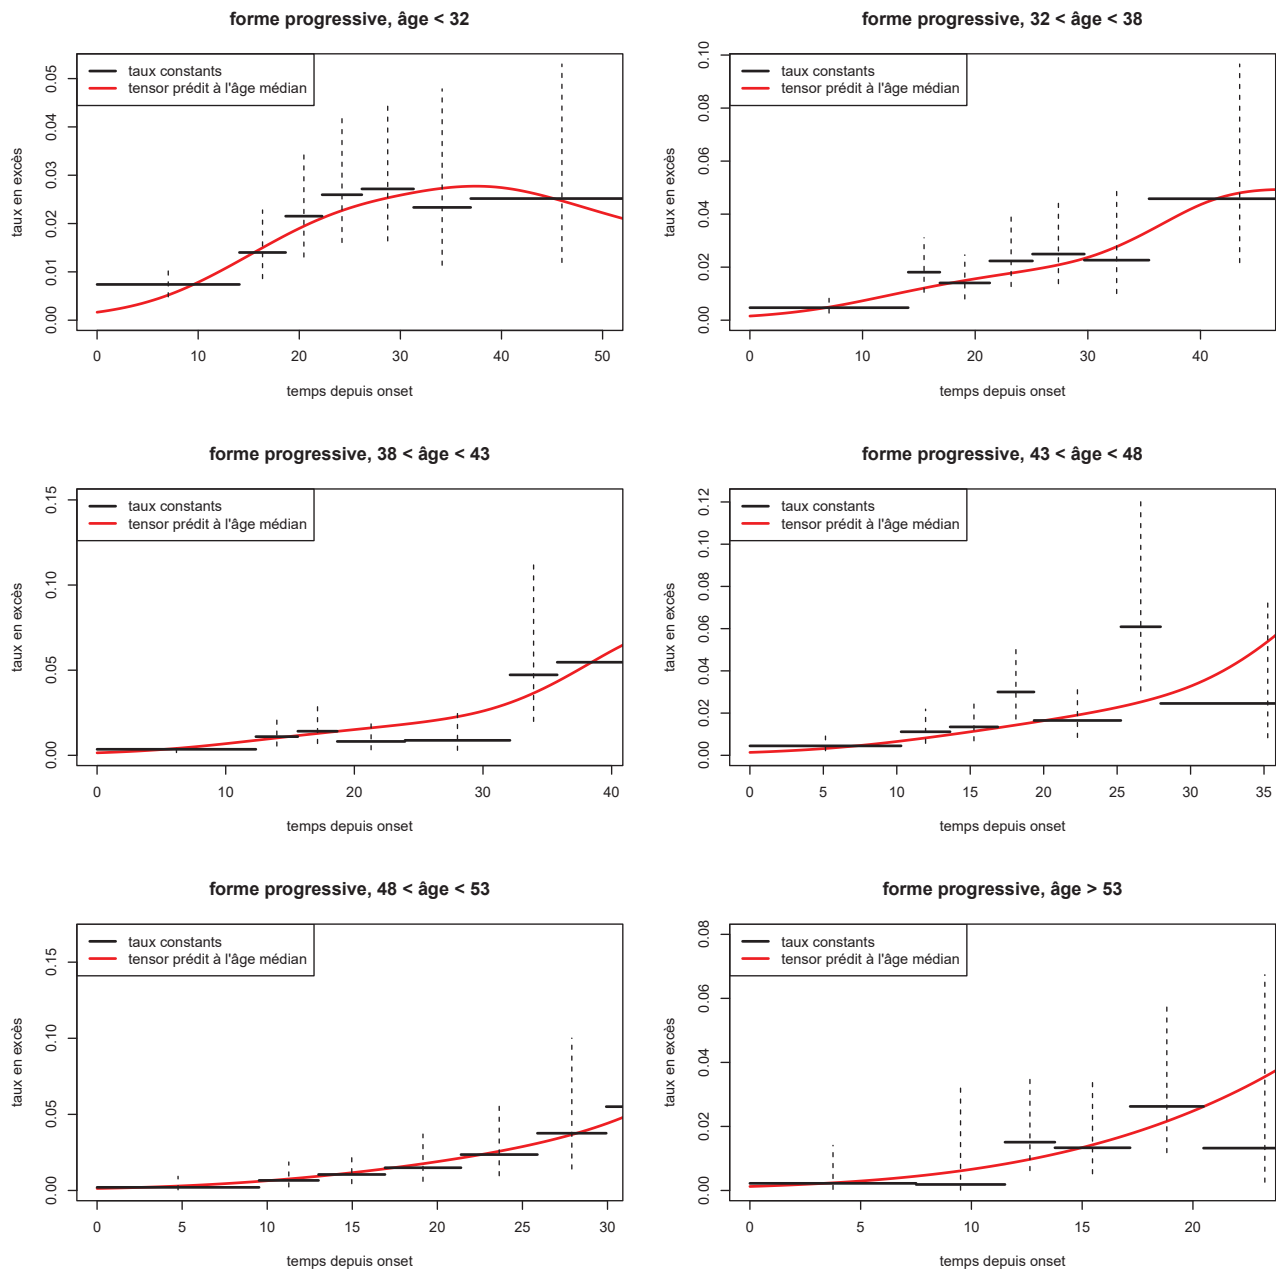 forme progressive, âge < 32
taux constants
tensor prédit à l'âge médian
taux en excès
0.00
0.01
0.02
0.03
0.04
0.05
0 10 20 30 40 50
temps depuis onset
forme progressive, 32 < âge < 38
taux constants
tensor prédit à l'âge médian
taux en excès
0.00
0.02
0.04
0.06
0.08
0.10
0 10 20 30 40
temps depuis onset
forme progressive, 38 < âge < 43
taux constants
tensor prédit à l'âge médian
taux en excès
0.00
0.05
0.10
0.15
0 10 20 30 40
temps depuis onset
forme progressive, 43 < âge < 48
taux constants
tensor prédit à l'âge médian
taux en excès
0.00
0.02
0.04
0.06
0.08
0.10
0.12
0 5 10 15 20 25 30 35
temps depuis onset
forme progressive, 48 < âge < 53
taux constants
tensor prédit à l'âge médian
taux en excès
0.00
0.05
0.10
0.15
0 5 10 15 20 25 30
temps depuis onset
forme progressive, âge > 53
taux constants
tensor prédit à l'âge médian
taux en excès
0.00
0.02
0.04
0.06
0.08
0 5 10 15 20
temps depuis onset